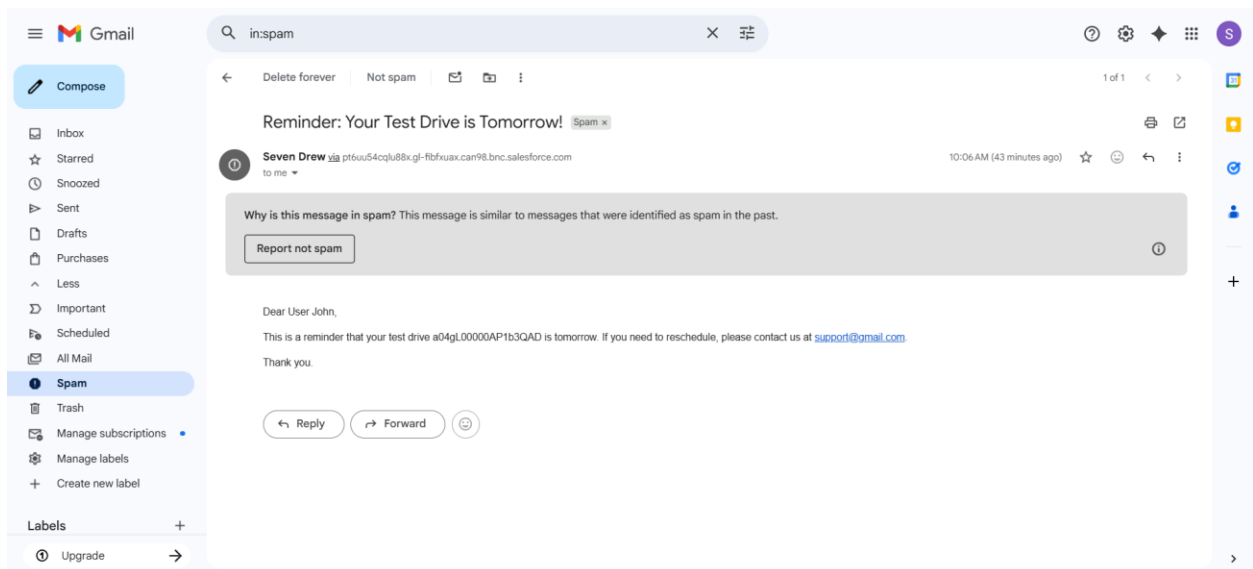 Gmail
in:spam
S
Compose
Delete forever
Not spam
1 of 1
31
Reminder: Your Test Drive is Tomorrow! Spam ×
Inbox
Starred
Snoozed
Sent
Drafts
Purchases
Less
Important
Scheduled
All Mail
Spam
Trash
Manage subscriptions
Manage labels
Create new label
Labels
Upgrade
Seven Drew via pt6uu54cqlu88x.gl-fibfxuax.can98.bnc.salesforce.com
10:06 AM (43 minutes ago)
to me
Why is this message in spam? This message is similar to messages that were identified as spam in the past.
Report not spam
Dear User John,
This is a reminder that your test drive a04gL00000AP1b3QAD is tomorrow. If you need to reschedule, please contact us at support@gmail.com.
Thank you.
Reply
Forward